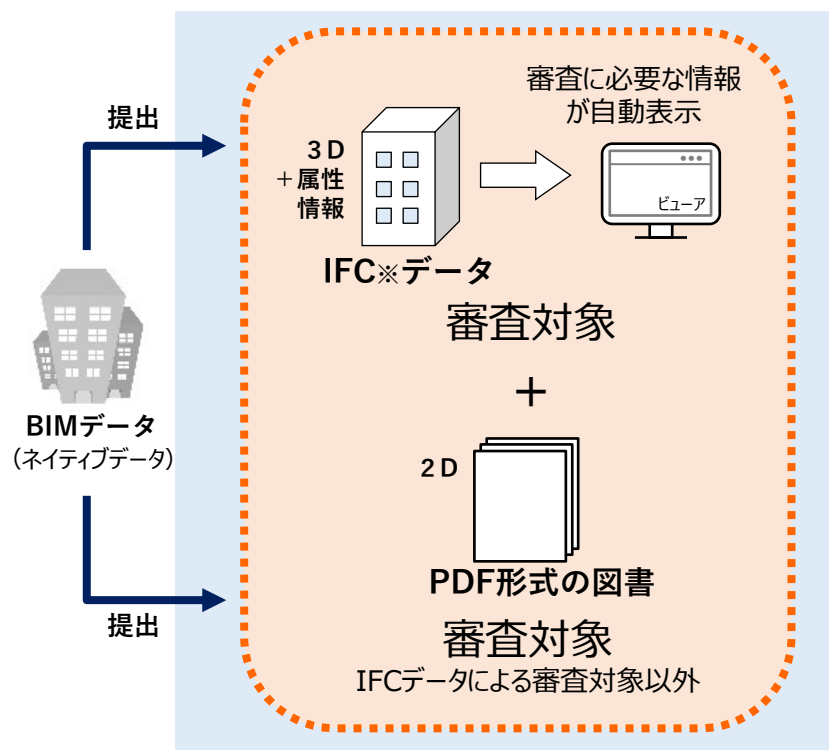 審査に必要な情報
が自動表示
提出
3D
＋属性
情報
ビューア
IFC※データ
審査対象
＋
BIMデータ
（ネイティブデータ）
2D
PDF形式の図書
提出
審査対象
IFCデータによる審査対象以外